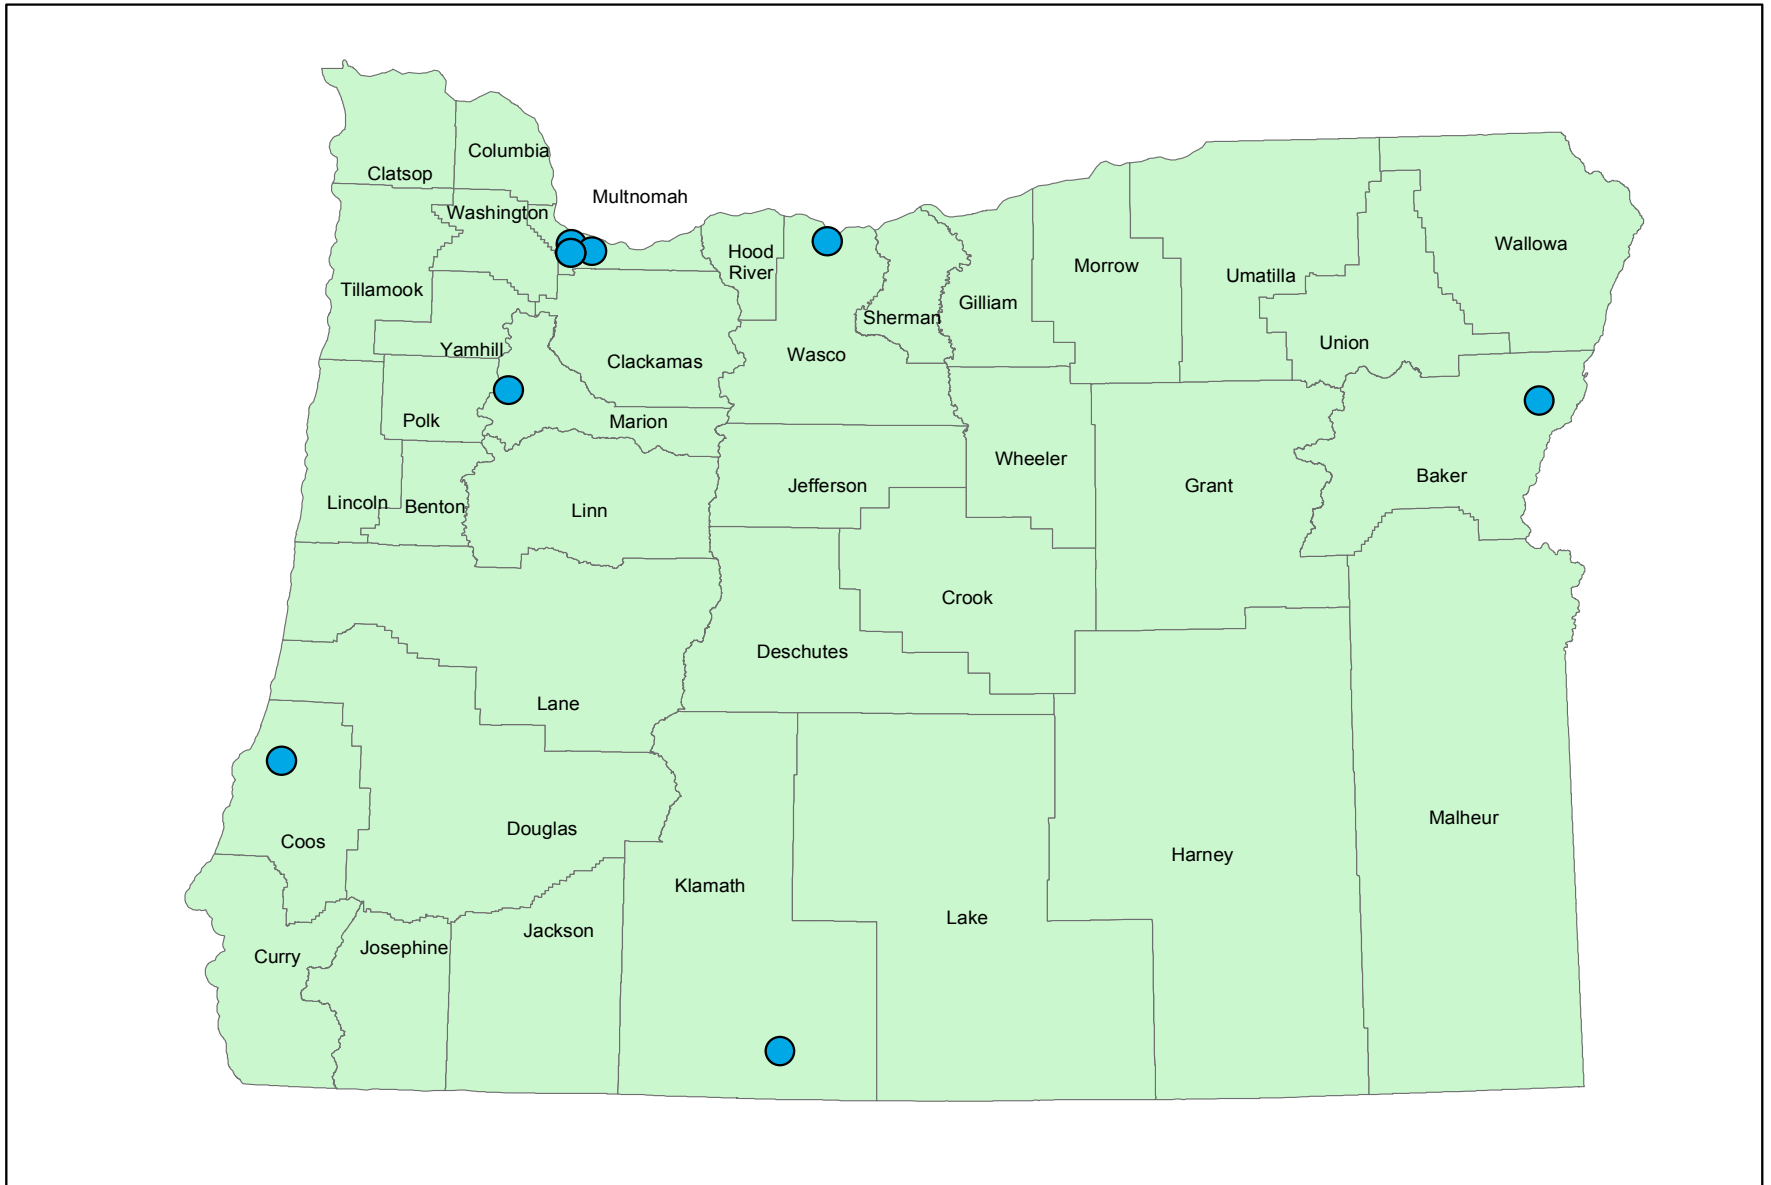 Columbia
Clatsop
Multnomah
Washington
Hood
River
Wallowa
Morrow
Umatilla
Tillamook
Gilliam
Sherman
Union
Yamhill
Wasco
Clackamas
Polk
Marion
Wheeler
Baker
Jefferson
Grant
Lincoln
Benton
Linn
Crook
Deschutes
Lane
Malheur
Douglas
Coos
Harney
Klamath
Lake
Jackson
Josephine
Curry